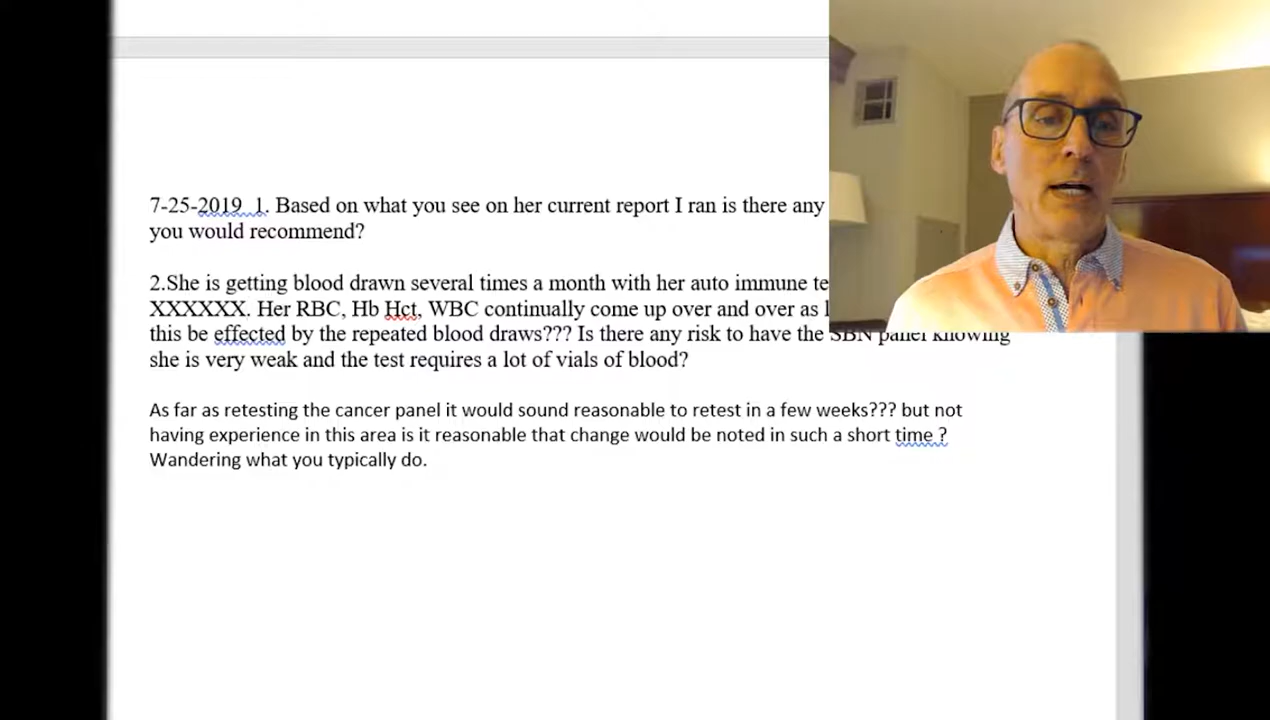 7-25-2019 1. Based on what you see on her current report I ran is there any
you would recommend?
2.She is getting blood drawn several times a month with her auto immune te
XXXXXX. Her RBC, Hb Hct, WBC continually come up over and over as l
this be effected by the repeated blood draws??? Is there any risk to have the SBN panel knowing
she is very weak and the test requires a lot of vials of blood?
As far as retesting the cancer panel it would sound reasonable to retest in a few weeks??? but not
having experience in this area is it reasonable that change would be noted in such a short time ?
Wandering what you typically do.